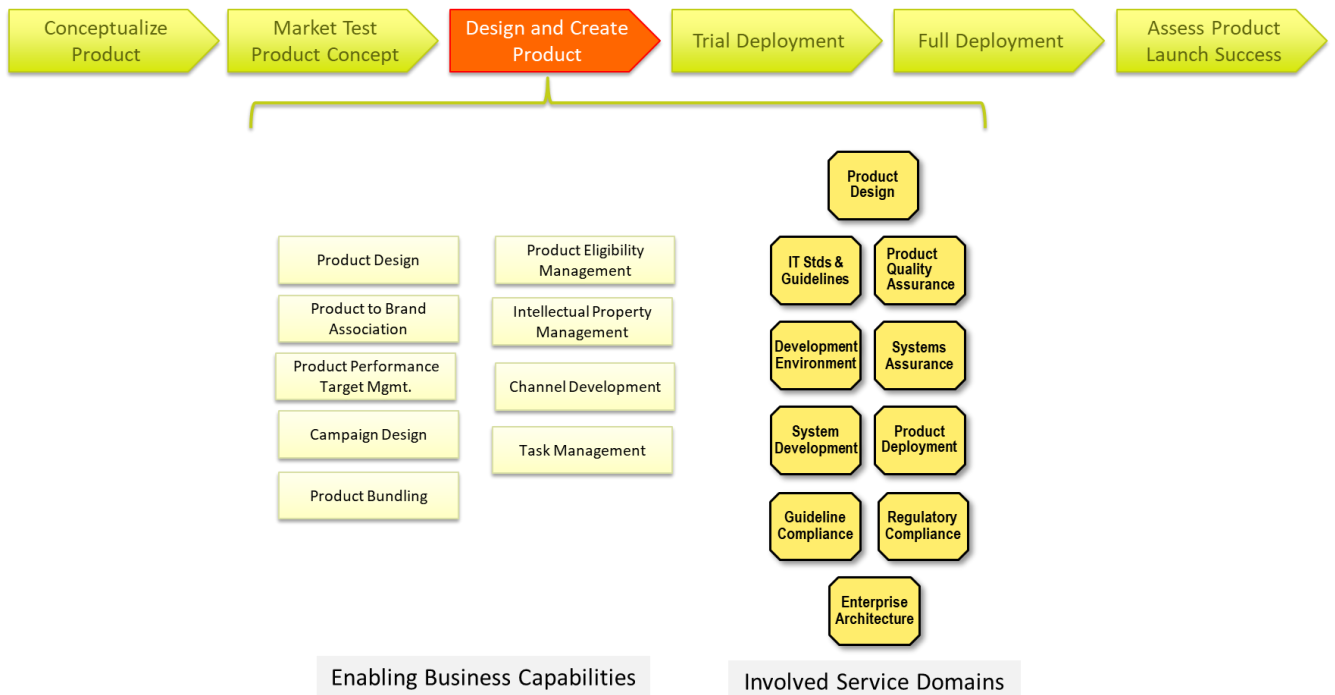 Conceptualize
Product
Market Test
Product Concept
Design and Create
Product
Trial Deployment
Full Deployment
Assess Product
Launch Success
Product Design
Product to Brand
Association
Product Performance
Target Mgmt.
Campaign Design
Product Bundling
Product Eligibility
Management
Intellectual Property
Management
Channel Development
Task Management
Product
Design
IT Stds &
Guidelines
Product
Quality
Assurance
Development
Environment
Systems
Assurance
System
Development
Product
Deployment
Guideline
Compliance
Regulatory
Compliance
Enterprise
Architecture
Enabling Business Capabilities
Involved Service Domains